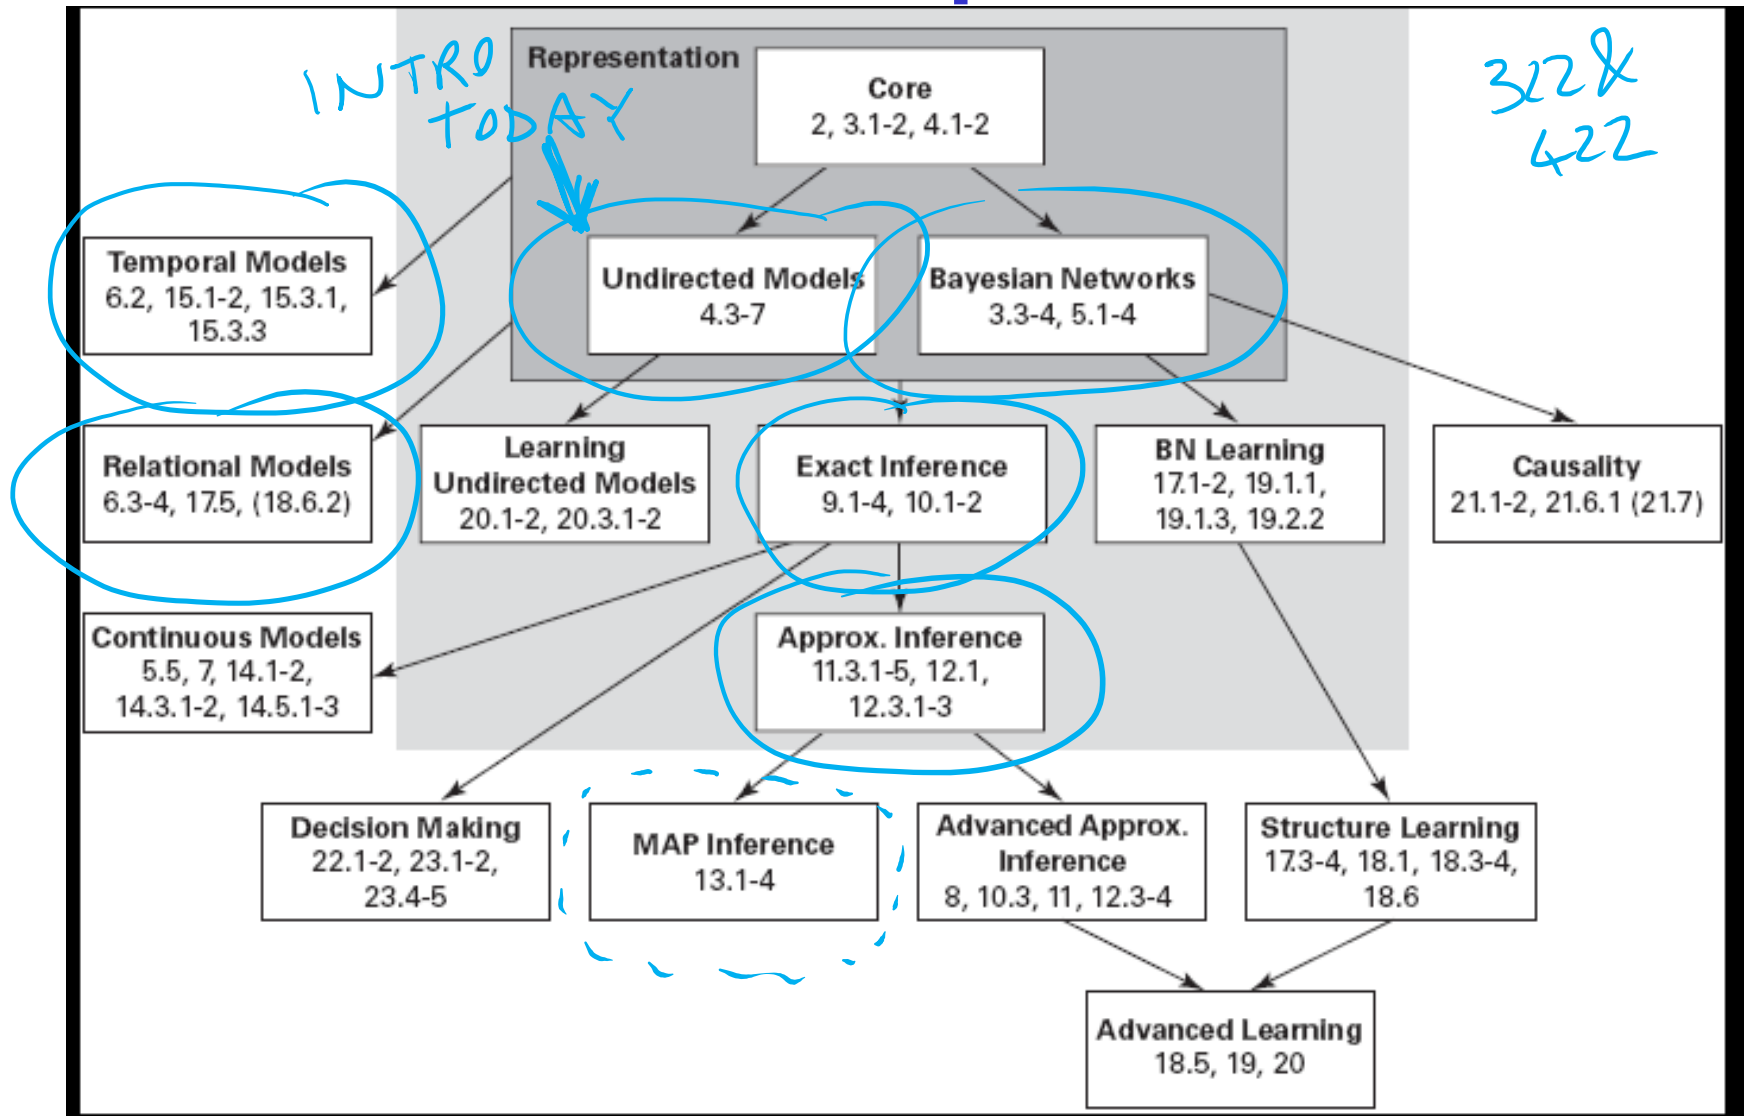 INTRO
TODAY
322 &
422
Representation
Core
2, 3.1-2, 4.1-2
Temporal Models
6.2, 15.1-2, 15.3.1,
15.3.3
Undirected Models
4.3-7
Bayesian Networks
3.3-4, 5.1-4
Relational Models
6.3-4, 17.5, (18.6.2)
Learning
Undirected Models
20.1-2, 20.3.1-2
Exact Inference
9.1-4, 10.1-2
BN Learning
17.1-2, 19.1.1,
19.1.3, 19.2.2
Causality
21.1-2, 21.6.1 (21.7)
Continuous Models
5.5, 7, 14.1-2,
14.3.1-2, 14.5.1-3
Approx. Inference
11.3.1-5, 12.1,
12.3.1-3
Decision Making
22.1-2, 23.1-2,
23.4-5
MAP Inference
13.1-4
Advanced Approx.
Inference
8, 10.3, 11, 12.3-4
Structure Learning
17.3-4, 18.1, 18.3-4,
18.6
Advanced Learning
18.5, 19, 20